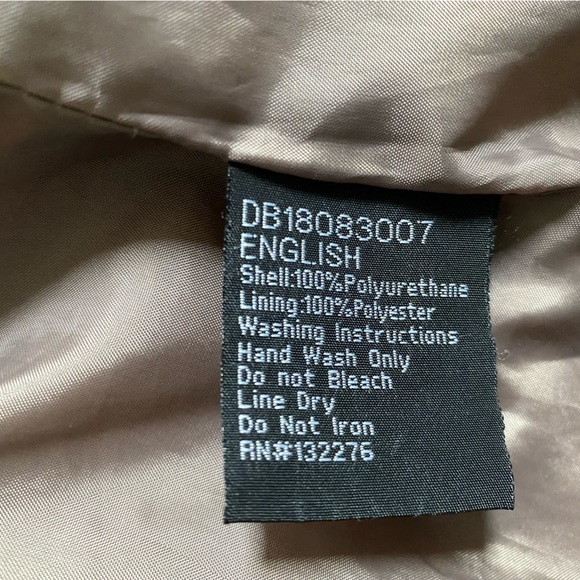 DB18083007
ENGLISH
Shell:100%Polyurethane
Lining:100%Polyester
Washing Instructions
Hand Wash Only
Do not Bleach
Line Dry
Do Not Iron
RN#132276